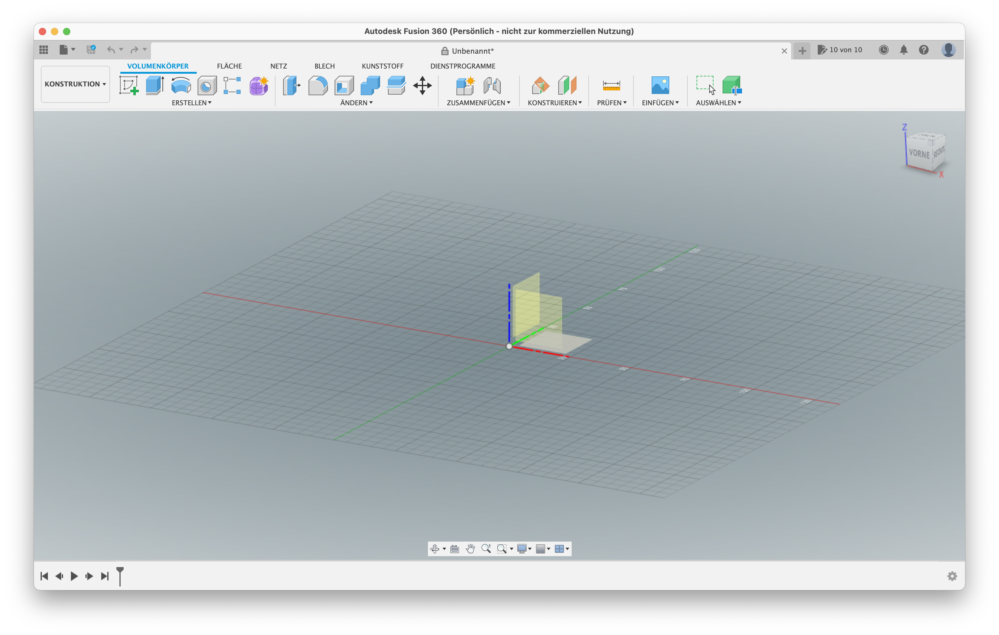 Autodesk Fusion 360 (Persönlich - nicht zur kommerziellen Nutzung)
Unbenannt*
10 von 10
KONSTRUKTION
VOLUMENKÖRPER FLÄCHE NETZ BLECH KUNSTSTOFF DIENSTPROGRAMME
ERSTELLEN ÄNDERN ZUSAMMENFÜGEN KONSTRUIEREN PRÜFEN EINFÜGEN AUSWÄHLEN
Z
VORNE RECHTS
X